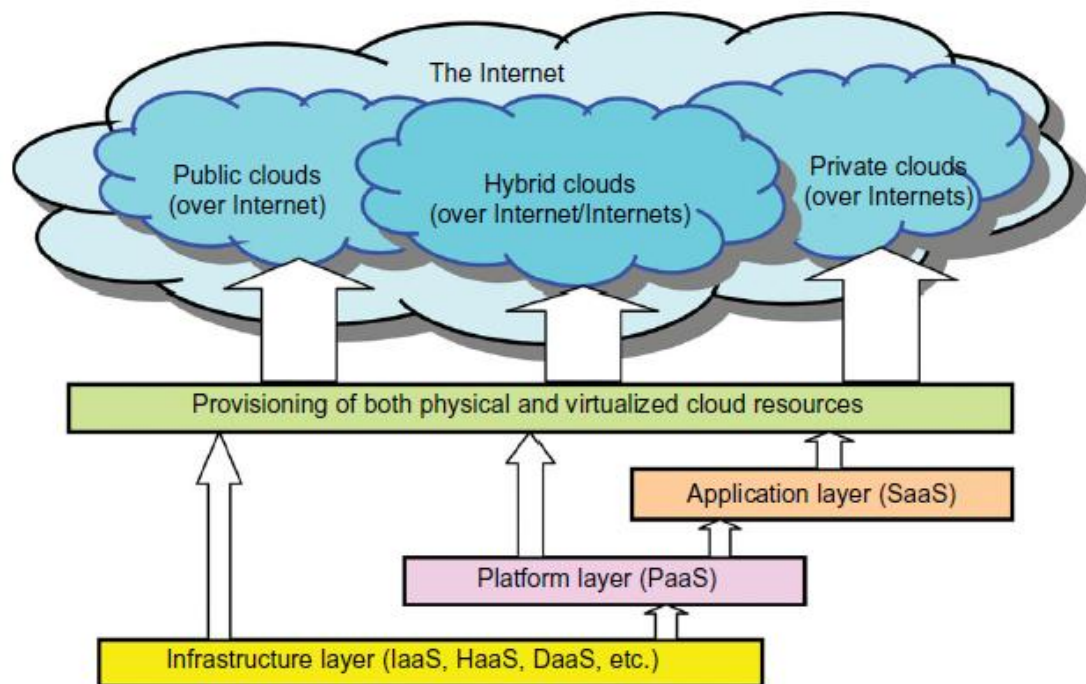 The Internet
Public clouds
(over Internet)
Hybrid clouds
(over Internet/Internets)
Private clouds
(over Internets)
Provisioning of both physical and virtualized cloud resources
Application layer (SaaS)
Platform layer (PaaS)
Infrastructure layer (IaaS, HaaS, DaaS, etc.)